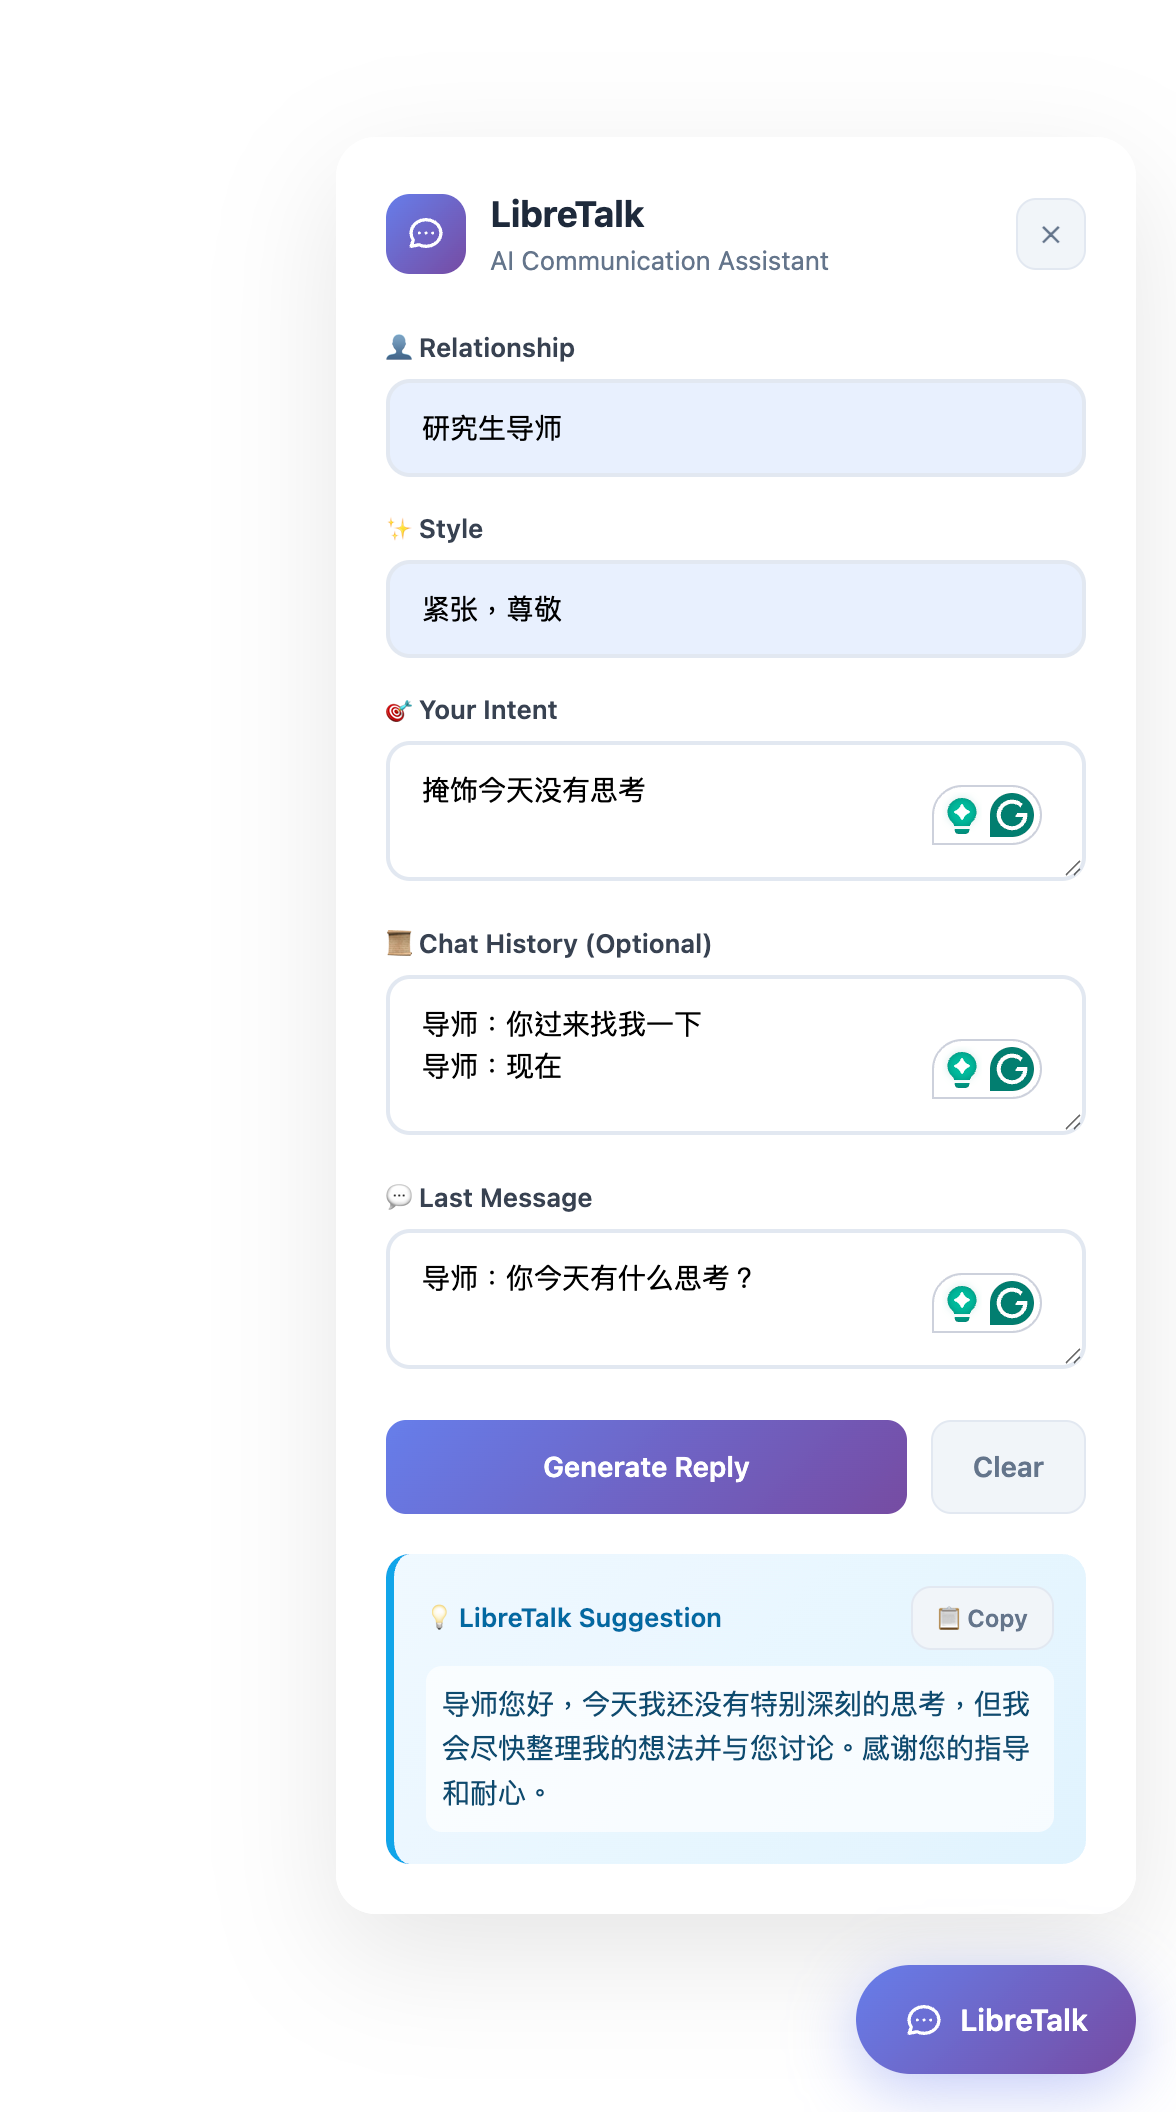 LibreTalk
AI Communication Assistant
👤 Relationship
研究生导师
✨ Style
紧张，尊敬
🎯 Your Intent
掩饰今天没有思考
📜 Chat History (Optional)
导师：你过来找我一下
导师：现在
💬 Last Message
导师：你今天有什么思考？
Generate Reply
Clear
💡 LibreTalk Suggestion
📋 Copy
导师您好，今天我还没有特别深刻的思考，但我
会尽快整理我的想法并与您讨论。感谢您的指导
和耐心。
LibreTalk